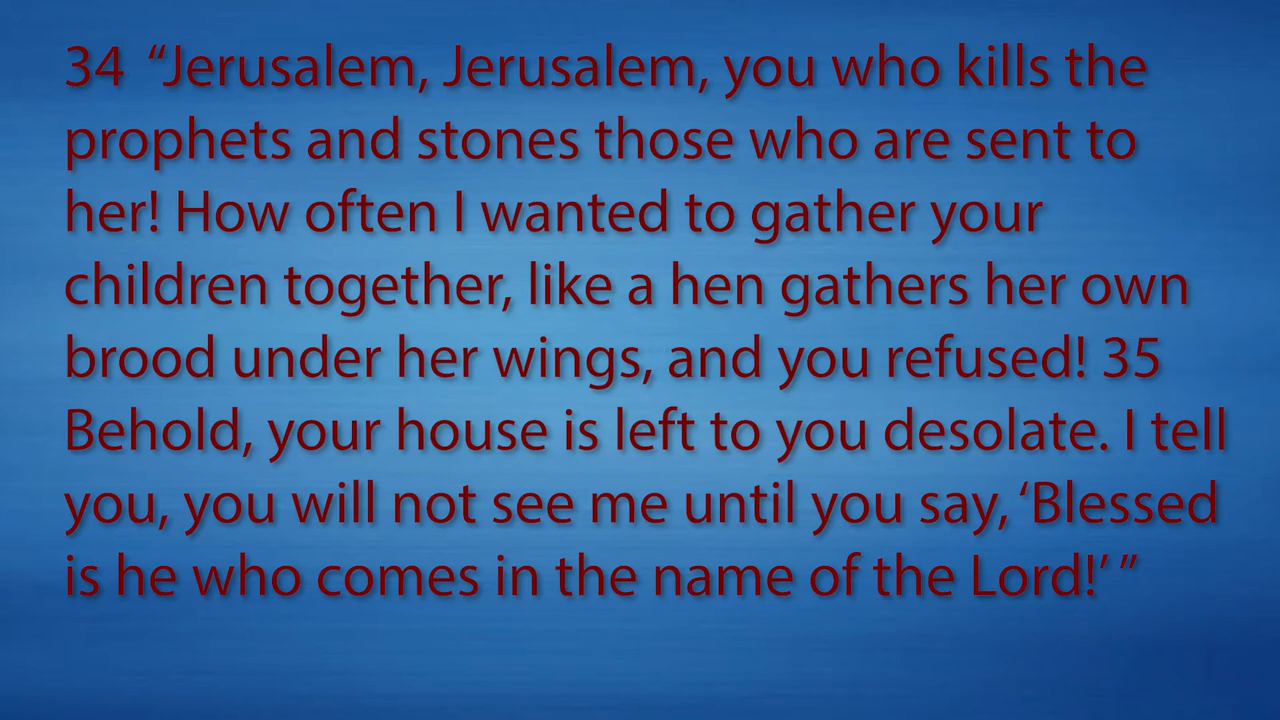 34 “Jerusalem, Jerusalem, you who kills the
prophets and stones those who are sent to
her! How often I wanted to gather your
children together, like a hen gathers her own
brood under her wings, and you refused! 35
Behold, your house is left to you desolate. I tell
you, you will not see me until you say, ‘Blessed
is he who comes in the name of the Lord!’ ”